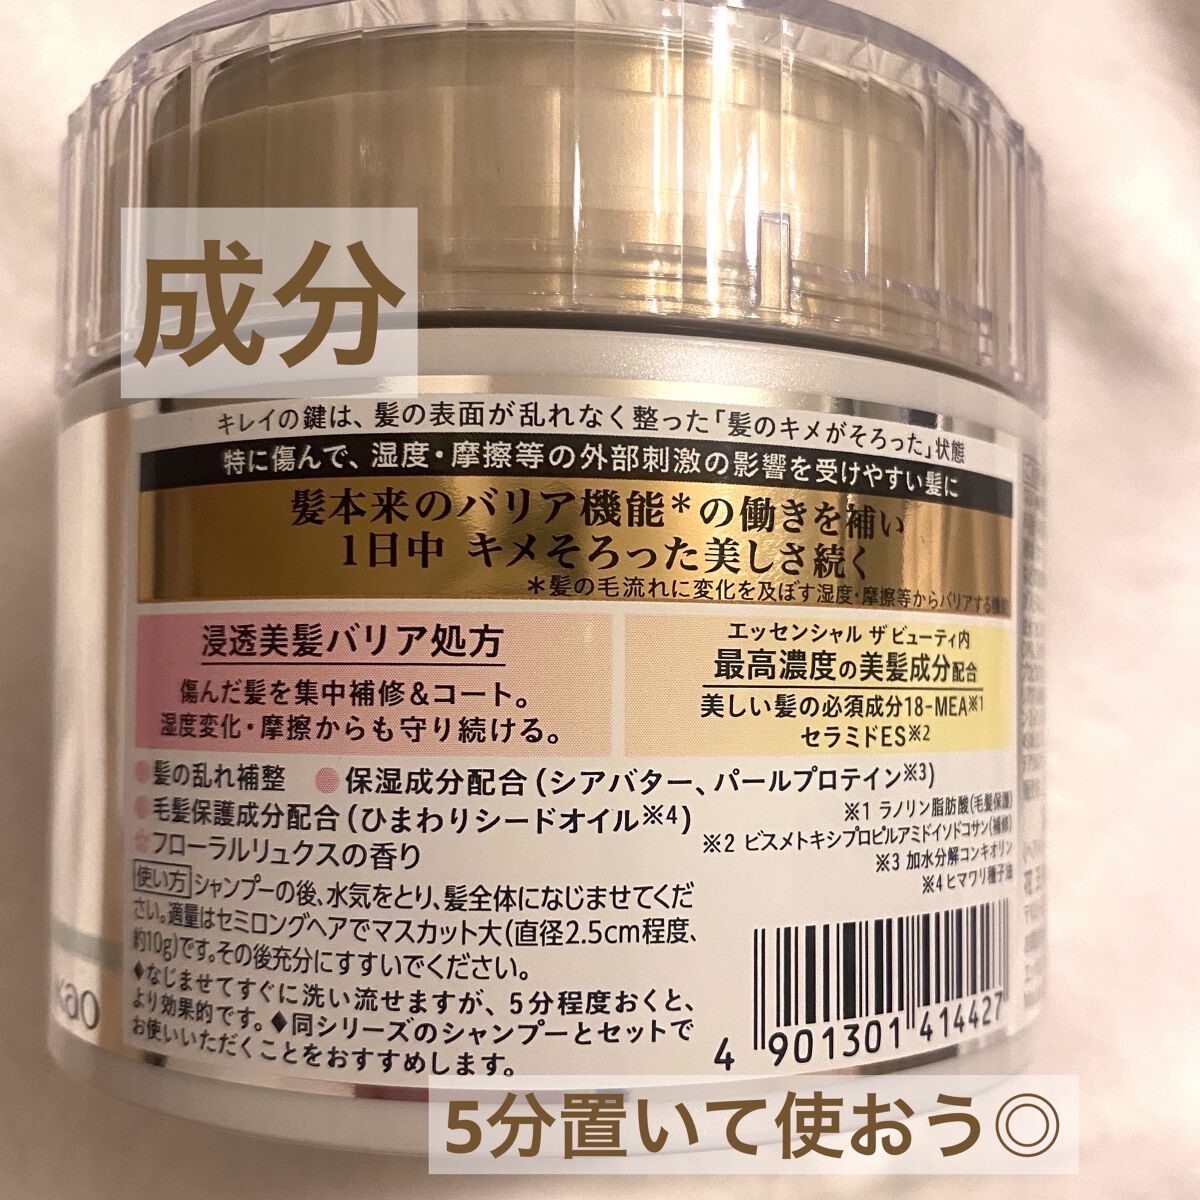 成分
キレイの鍵は、髪の表面が乱れなく整った「髪のキメがそろった」状態
特に傷んで、湿度・摩擦等の外部刺激の影響を受けやすい髪に
髪本来のバリア機能*の働きを補い
1日中 キメそろった美しさ続く
*髪の毛流れに変化を及ぼす湿度・摩擦等からバリアする機能
浸透美髪バリア処方
傷んだ髪を集中補修&コート。
湿度変化・摩擦からも守り続ける。
エッセンシャル ザ ビューティ内
最高濃度の美髪成分配合
美しい髪の必須成分18-MEA※1
セラミドES※2
髪の乱れ補整 ●保湿成分配合(シアバター、パールプロテイン※3)
毛髪保護成分配合(ひまわりシードオイル※4)
フローラルリュクスの香り
※1 ラノリン脂肪酸(毛髪保護)
※2 ビスメトキシプロピルアミドイソドコサン(補修)
※3 加水分解コンキオリン
※4 ヒマワリ種子油
使い方 シャンプーの後、水気をとり、髪全体になじませてくだ
さい。適量はセミロングヘアでマスカット大(直径2.5cm程度、
約10g)です。その後充分にすすいでください。
◆なじませてすぐに洗い流せますが、5分程度おくと、
より効果的です。◆同シリーズのシャンプーとセットで
お使いいただくことをおすすめします。
4 901301 414427
kao
5分置いて使おう◎